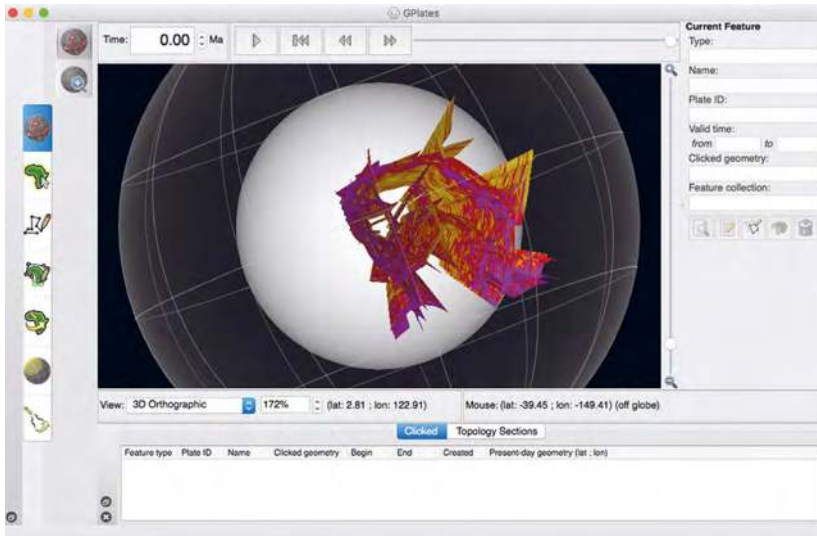 GPlates
Time: 0.00 Ma
Current Feature
Type:
Name:
Plate ID:
Valid time:
from to
Clicked geometry:
Feature collection:
View: 3D Orthographic 172% (lat: 2.81 ; lon: 122.91) Mouse: (lat: -39.45 ; lon: -149.41) (off globe)
Clicked Topology Sections
Feature type Plate ID Name Clicked geometry Begin End Created Present-day geometry (lat ; lon)